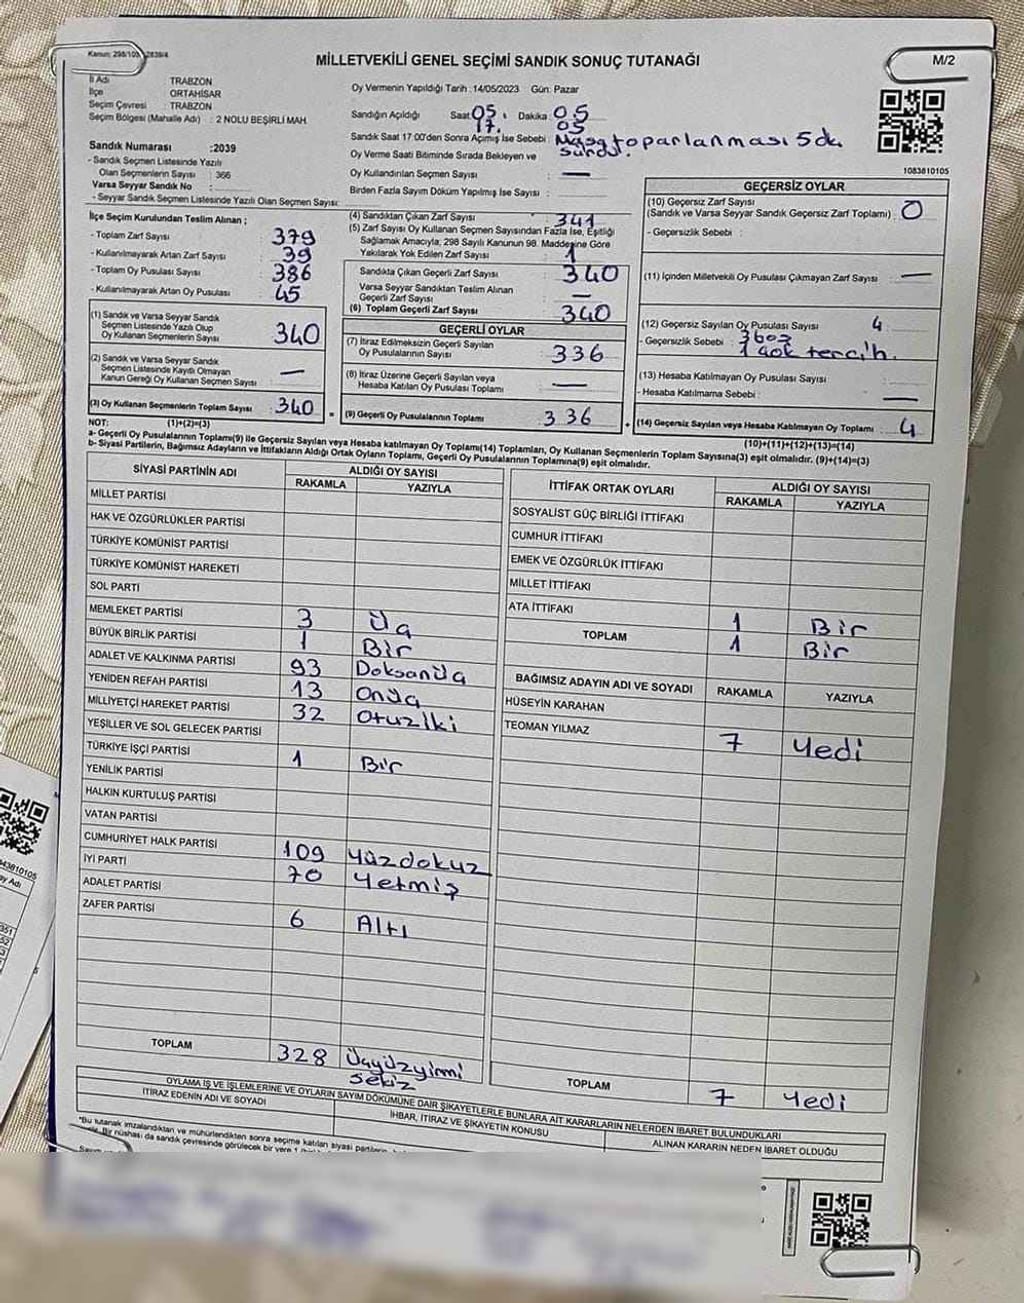 Kanun: 298/105, 2839/4
MİLLETVEKİLİ GENEL SEÇİMİ SANDIK SONUÇ TUTANAĞI
M/2
İl Adı TRABZON
İlçe ORTAHİSAR
Seçim Çevresi : TRABZON
Seçim Bölgesi (Mahalle Adı) : 2 NOLU BEŞİRLİ MAH.
Sandık Numarası :2039
- Sandık Seçmen Listesinde Yazılı
Olan Seçmenlerin Sayısı : 366
Varsa Seyyar Sandık No :
- Seyyar Sandık Seçmen Listesinde Yazılı Olan Seçmen Sayısı:
Oy Vermenin Yapıldığı Tarih :14/05/2023 Gün: Pazar
Sandığın Açıldığı Saat: 05 17. Dakika: 05 05
Sandık Saat 17:00'den Sonra Açılmış İse Sebebi : Masa toparlanması 5 dk
sürdü.
Oy Verme Saati Bitiminde Sırada Bekleyen ve
Oy Kullandırılan Seçmen Sayısı : —
Birden Fazla Sayım Döküm Yapılmış İse Sayısı :
1083810105
İlçe Seçim Kurulundan Teslim Alınan ;
- Toplam Zarf Sayısı 379
- Kullanılmayarak Artan Zarf Sayısı 39
- Toplam Oy Pusulası Sayısı 386
- Kullanılmayarak Artan Oy Pusulası 45
(1) Sandık ve Varsa Seyyar Sandık
Seçmen Listesinde Yazılı Olup
Oy Kullanan Seçmenlerin Sayısı 340
(2) Sandık ve Varsa Seyyar Sandık
Seçmen Listesinde Kayıtlı Olmayan
Kanun Gereği Oy Kullanan Seçmen Sayısı —
(3) Oy Kullanan Seçmenlerin Toplam Sayısı 340
(4) Sandıktan Çıkan Zarf Sayısı : 341
(5) Zarf Sayısı Oy Kullanan Seçmen Sayısından Fazla İse, Eşitliği
Sağlamak Amacıyla; 298 Sayılı Kanunun 98. Maddesine Göre
Yakılarak Yok Edilen Zarf Sayısı 1
Sandıkta Çıkan Geçerli Zarf Sayısı 340
Varsa Seyyar Sandıktan Teslim Alınan
Geçerli Zarf Sayısı —
(6) Toplam Geçerli Zarf Sayısı 340
GEÇERLİ OYLAR
(7) İtiraz Edilmeksizin Geçerli Sayılan
Oy Pusulalarının Sayısı 336
(8) İtiraz Üzerine Geçerli Sayılan veya
Hesaba Katılan Oy Pusulası Toplamı —
(9) Geçerli Oy Pusulalarının Toplamı 336
GEÇERSİZ OYLAR
(10) Geçersiz Zarf Sayısı
(Sandık ve Varsa Seyyar Sandık Geçersiz Zarf Toplamı) : 0
- Geçersizlik Sebebi :
(11) İçinden Milletvekili Oy Pusulası Çıkmayan Zarf Sayısı : —
(12) Geçersiz Sayılan Oy Pusulası Sayısı : 4
- Geçersizlik Sebebi :
1 çok tercih
(13) Hesaba Katılmayan Oy Pusulası Sayısı :
- Hesaba Katılmama Sebebi : —
(14) Geçersiz Sayılan veya Hesaba Katılmayan Oy Toplamı : 4
NOT: (1)+(2)=(3)
(10)+(11)+(12)+(13)=(14)
a- Geçerli Oy Pusulalarının Toplamı(9) ile Geçersiz Sayılan veya Hesaba katılmayan Oy Toplamı(14) Toplamları, Oy Kullanan Seçmenlerin Toplam Sayısına(3) eşit olmalıdır. (9)+(14)=(3)
b- Siyasi Partilerin, Bağımsız Adayların ve İttifakların Aldığı Ortak Oyların Toplamı, Geçerli Oy Pusulalarının Toplamına(9) eşit olmalıdır.
SİYASİ PARTİNİN ADI ALDIĞI OY SAYISI
RAKAMLA YAZIYLA
MİLLET PARTİSİ
HAK VE ÖZGÜRLÜKLER PARTİSİ
TÜRKİYE KOMÜNİST PARTİSİ
TÜRKİYE KOMÜNİST HAREKETİ
SOL PARTİ
MEMLEKET PARTİSİ 3 Üç
BÜYÜK BİRLİK PARTİSİ 1 Bir
ADALET VE KALKINMA PARTİSİ 93 Doksanüç
YENİDEN REFAH PARTİSİ 13 Onüç
MİLLİYETÇİ HAREKET PARTİSİ 32 Otuziki
YEŞİLLER VE SOL GELECEK PARTİSİ
TÜRKİYE İŞÇİ PARTİSİ 1 Bir
YENİLİK PARTİSİ
HALKIN KURTULUŞ PARTİSİ
VATAN PARTİSİ
CUMHURİYET HALK PARTİSİ 109 Yüzdokuz
İYİ PARTİ 70 Yetmiş
ADALET PARTİSİ
ZAFER PARTİSİ 6 Altı
TOPLAM 328 Üçyüzyirmi
sekiz
İTTİFAK ORTAK OYLARI ALDIĞI OY SAYISI
RAKAMLA YAZIYLA
SOSYALİST GÜÇ BİRLİĞİ İTTİFAKI
CUMHUR İTTİFAKI
EMEK VE ÖZGÜRLÜK İTTİFAKI
MİLLET İTTİFAKI
ATA İTTİFAKI 1 Bir
TOPLAM 1 Bir
BAĞIMSIZ ADAYIN ADI VE SOYADI RAKAMLA YAZIYLA
HÜSEYİN KARAHAN
TEOMAN YILMAZ 7 Yedi
TOPLAM 7 Yedi
OYLAMA İŞ VE İŞLEMLERİNE VE OYLARIN SAYIM DÖKÜMÜNE DAİR ŞİKAYETLERLE BUNLARA AİT KARARLARIN NELERDEN İBARET BULUNDUKLARI
İTİRAZ EDENİN ADI VE SOYADI
İHBAR, İTİRAZ VE ŞİKAYETİN KONUSU
ALINAN KARARIN NEDEN İBARET OLDUĞU
*Bu tutanak imzalandıktan ve mühürlendikten sonra seçime katılan siyasi